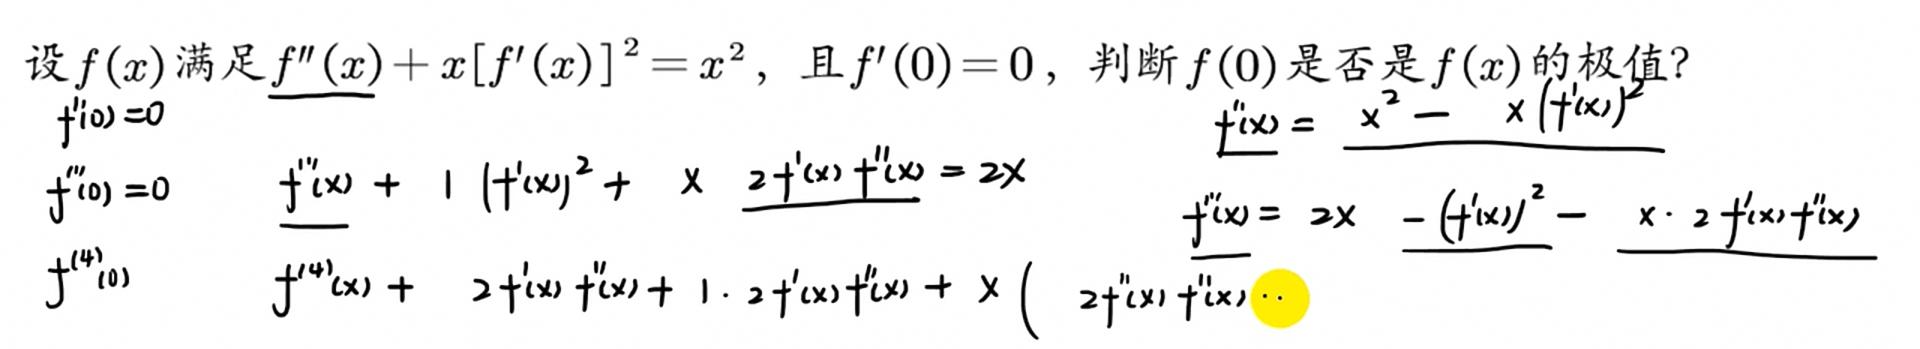 设f(x)满足f″(x)+x[f′(x)]²=x²，且f′(0)=0，判断f(0)是否是f(x)的极值?
f''(0)=0
f''(x) = x² - x(f'(x))²
f'''(0)=0
f'''(x) + 1 (f'(x))² + x 2f'(x) f''(x) = 2x
f'''(x) = 2x - (f'(x))² - x · 2 f'(x) f''(x)
f⁽⁴⁾(0)
f⁽⁴⁾(x) + 2f'(x) f''(x) + 1 · 2f'(x) f''(x) + x ( 2f''(x) f''(x) ··